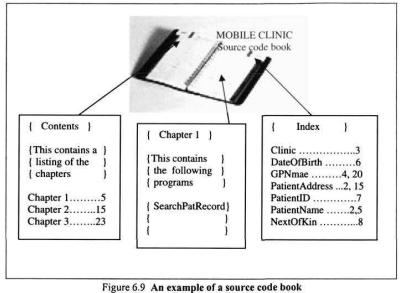 MOBILE CLINIC
Source code book
{ Contents }
{This contains a }
{ listing of the }
{ chapters }
Chapter 1………5
Chapter 2……..15
Chapter 3……..23
{ Chapter 1 }
{This contains }
{ the following }
{ programs }
{ SearchPatRecord}
{ }
{ }
{ Index }
Clinic ……………..3
DateOfBirth ………6
GPNmae ……..4, 20
PatientAddress ...2, 15
PatientID …………7
PatientName ……2,5
NextOfKin ……….8
Figure 6.9 An example of a source code book